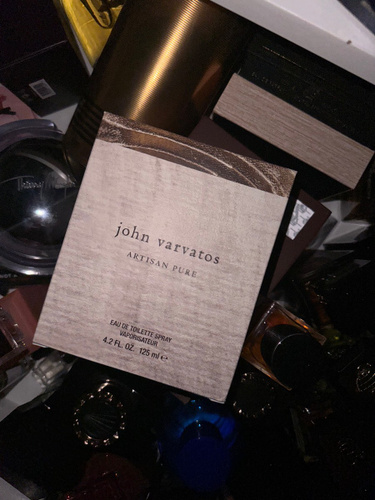 john varvatos
ARTISAN PURE
EAU DE TOILETTE SPRAY
VAPORISATEUR
4.2 FL. OZ. 125 ml ℮